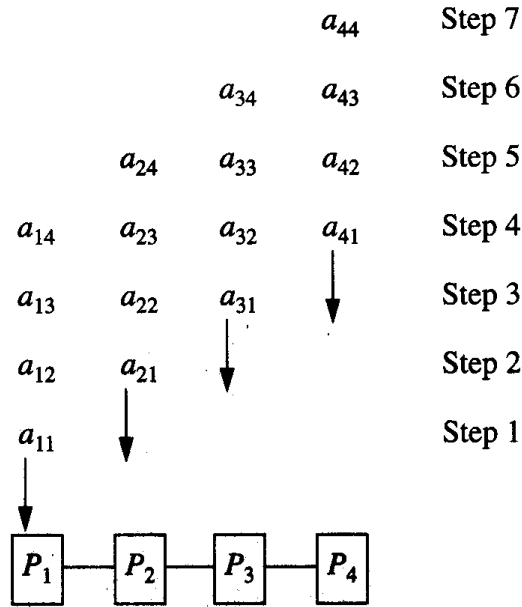 a₄₄ Step 7
a₃₄ a₄₃ Step 6
a₂₄ a₃₃ a₄₂ Step 5
a₁₄ a₂₃ a₃₂ a₄₁ Step 4
a₁₃ a₂₂ a₃₁ Step 3
a₁₂ a₂₁ Step 2
a₁₁ Step 1
P₁ P₂ P₃ P₄